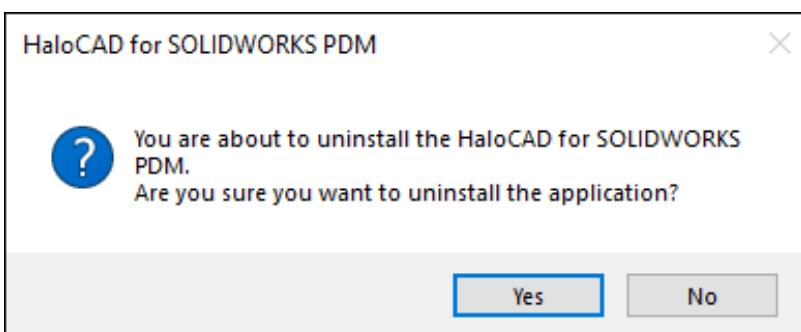 HaloCAD for SOLIDWORKS PDM
You are about to uninstall the HaloCAD for SOLIDWORKS
PDM.
Are you sure you want to uninstall the application?
Yes
No